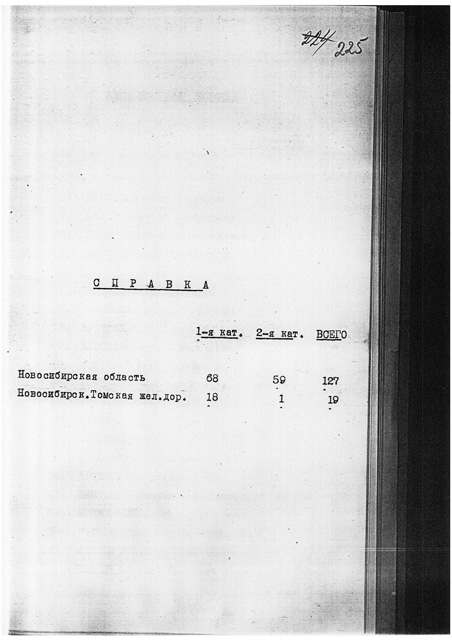 224 225
С П Р А В К А
1-я кат. 2-я кат. ВСЕГО
Новосибирская область 68 59 127
Новосибирск.Томская жел.дор. 18 1 19